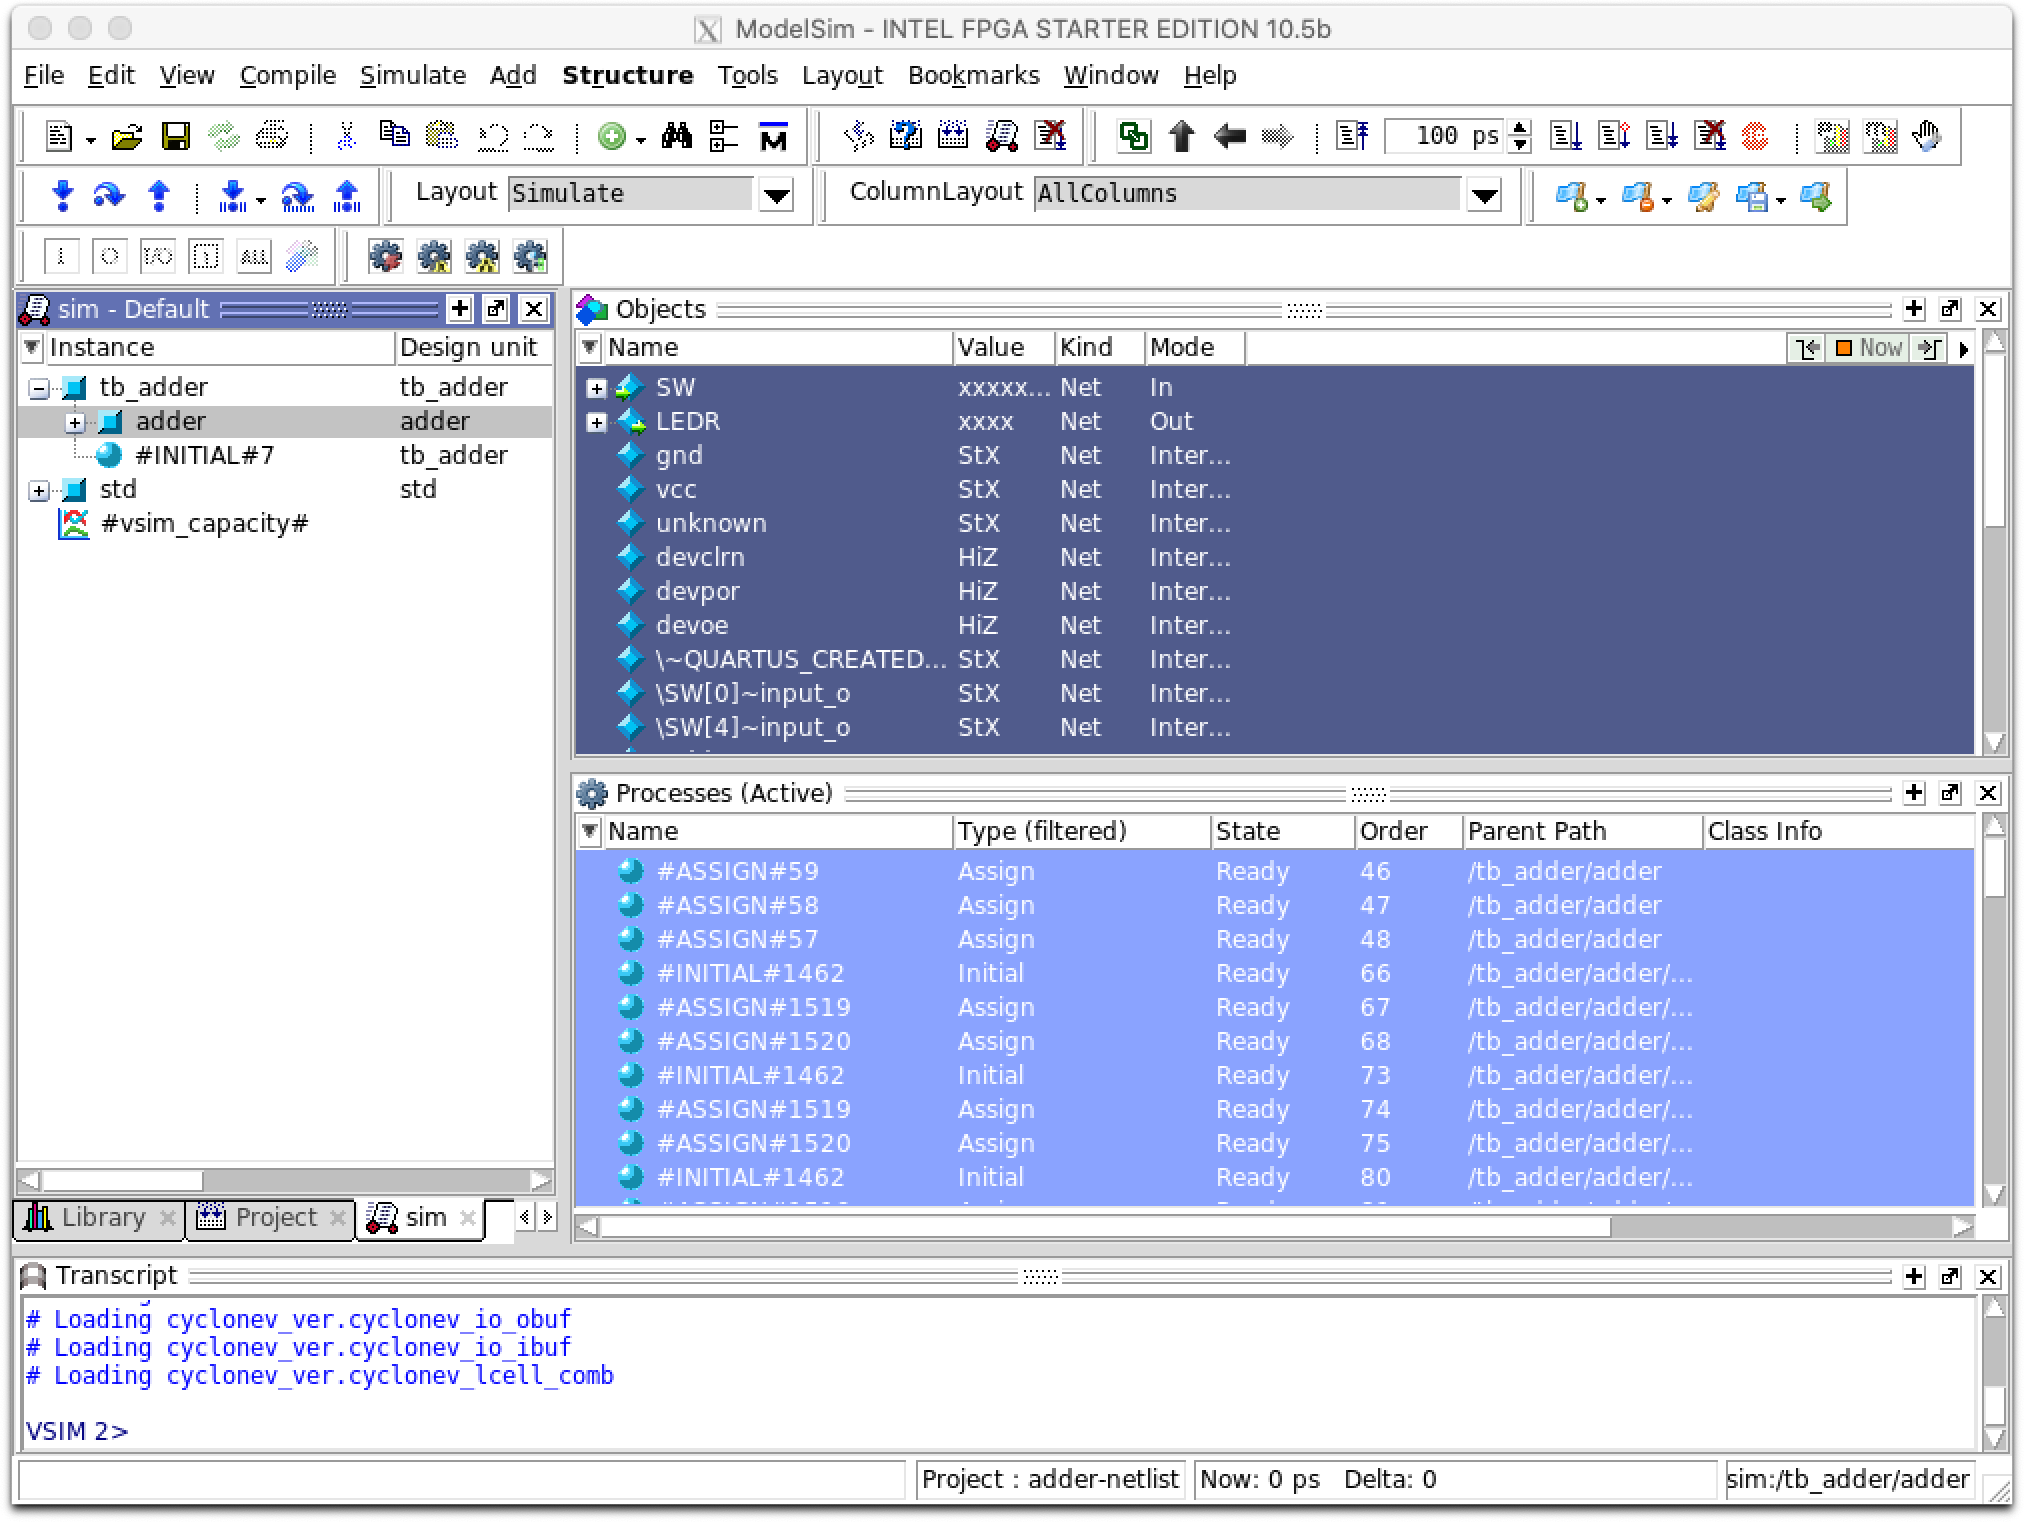 ModelSim - INTEL FPGA STARTER EDITION 10.5b
File Edit View Compile Simulate Add Structure Tools Layout Bookmarks Window Help
100 ps
Layout Simulate ColumnLayout AllColumns
1 O I/O 1 ALL
sim - Default
Instance Design unit
tb_adder tb_adder
adder adder
#INITIAL#7 tb_adder
std std
#vsim_capacity#
Library Project sim
Objects
Name Value Kind Mode Now
SW xxxxx... Net In
LEDR xxxx Net Out
gnd StX Net Inter...
vcc StX Net Inter...
unknown StX Net Inter...
devclrn HiZ Net Inter...
devpor HiZ Net Inter...
devoe HiZ Net Inter...
\~QUARTUS_CREATED... StX Net Inter...
\SW[0]~input_o StX Net Inter...
\SW[4]~input_o StX Net Inter...
Processes (Active)
Name Type (filtered) State Order Parent Path Class Info
#ASSIGN#59 Assign Ready 46 /tb_adder/adder
#ASSIGN#58 Assign Ready 47 /tb_adder/adder
#ASSIGN#57 Assign Ready 48 /tb_adder/adder
#INITIAL#1462 Initial Ready 66 /tb_adder/adder/...
#ASSIGN#1519 Assign Ready 67 /tb_adder/adder/...
#ASSIGN#1520 Assign Ready 68 /tb_adder/adder/...
#INITIAL#1462 Initial Ready 73 /tb_adder/adder/...
#ASSIGN#1519 Assign Ready 74 /tb_adder/adder/...
#ASSIGN#1520 Assign Ready 75 /tb_adder/adder/...
#INITIAL#1462 Initial Ready 80 /tb_adder/adder/...
Transcript
# Loading cyclonev_ver.cyclonev_io_obuf
# Loading cyclonev_ver.cyclonev_io_ibuf
# Loading cyclonev_ver.cyclonev_lcell_comb
VSIM 2>
Project : adder-netlist Now: 0 ps Delta: 0 sim:/tb_adder/adder